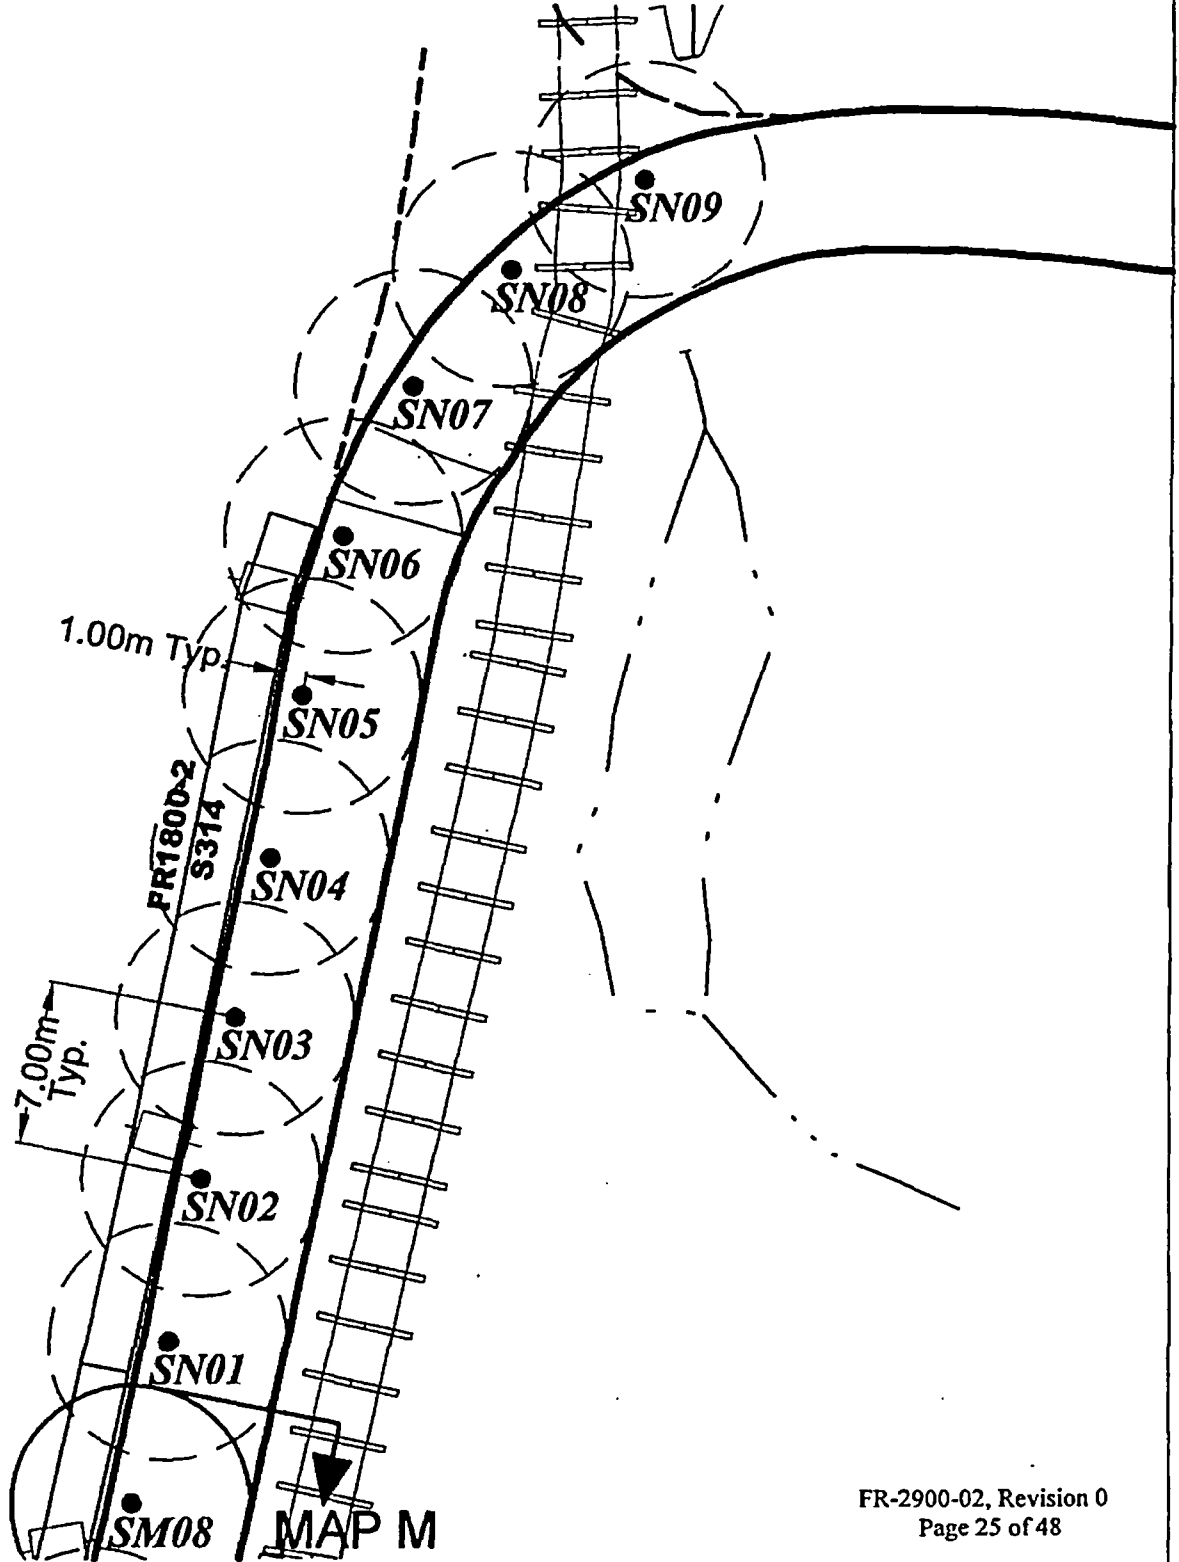 SN09
SN08
SN07
SN06
1.00m Typ.
SN05
PR1800-2
S314
SN04
7.00m
Typ.
SN03
SN02
SN01
SM08
MAP M
FR-2900-02, Revision 0
Page 25 of 48